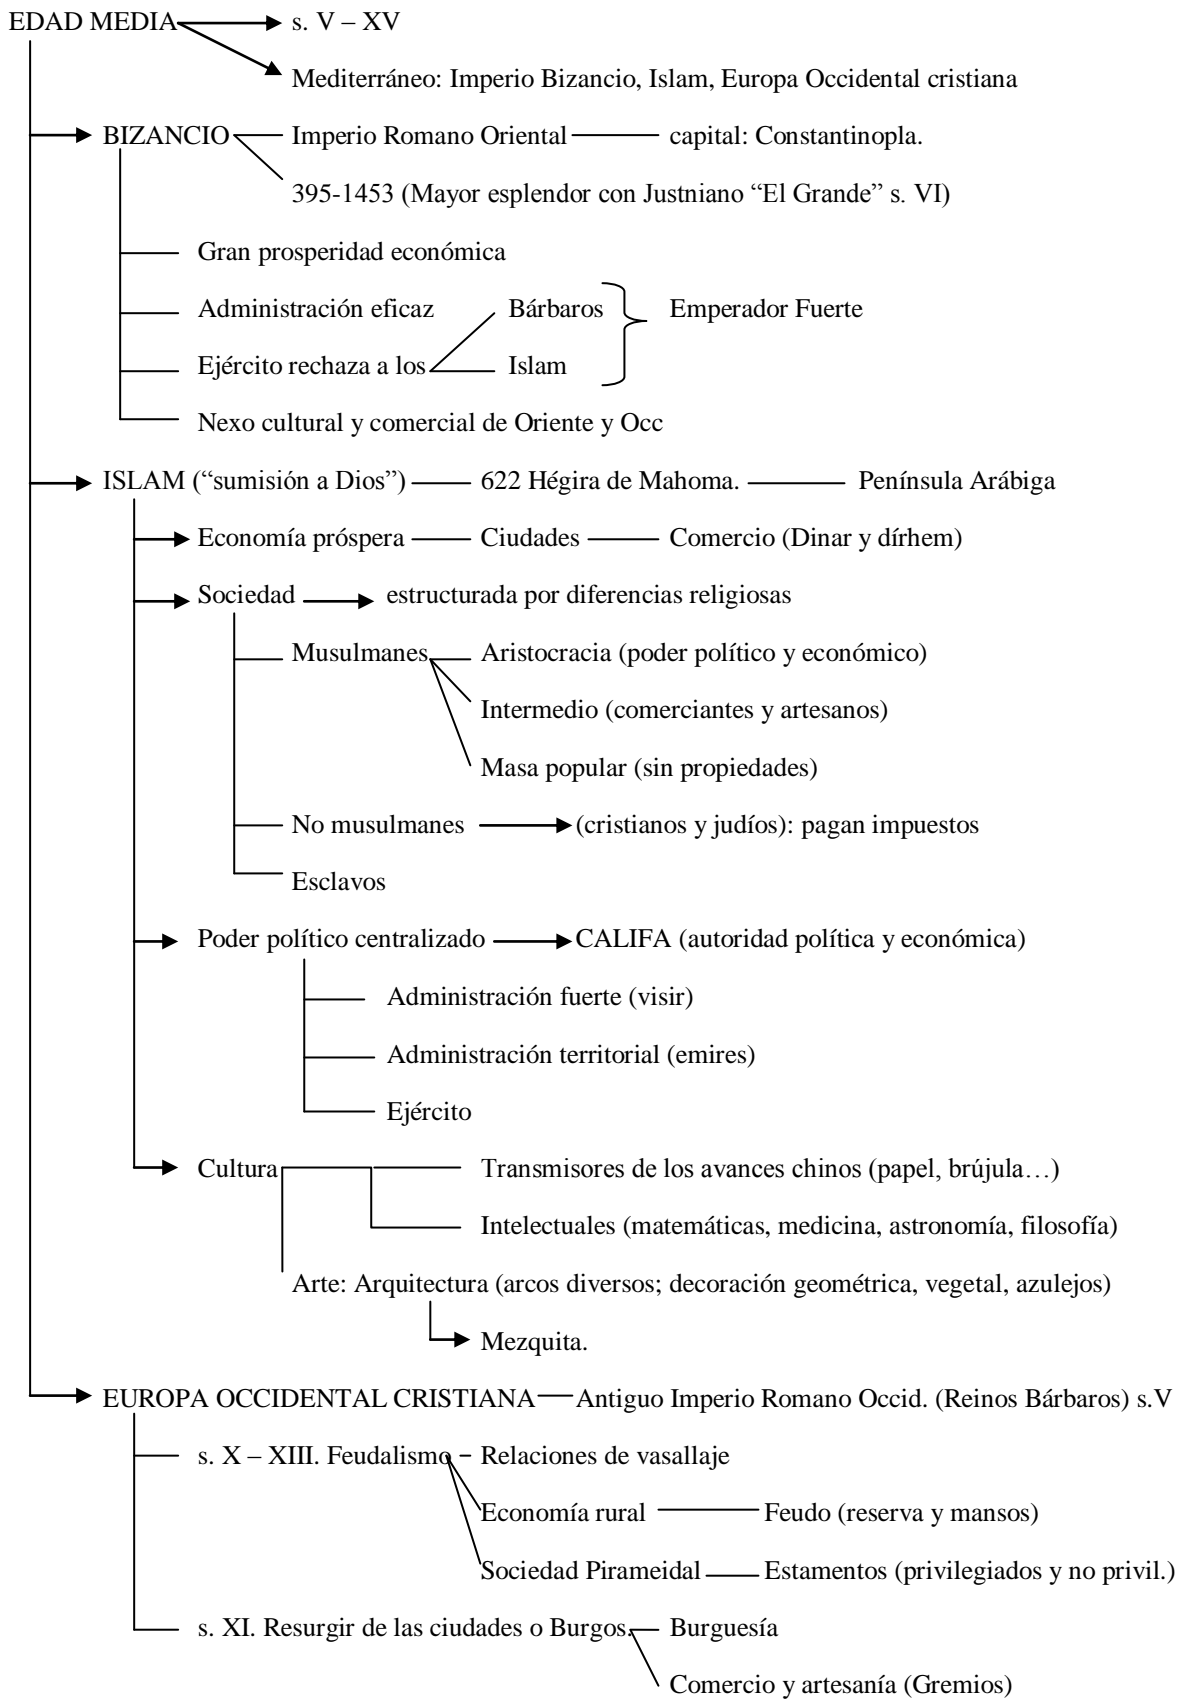 EDAD MEDIA s. V – XV
Mediterráneo: Imperio Bizancio, Islam, Europa Occidental cristiana
BIZANCIO Imperio Romano Oriental capital: Constantinopla.
395-1453 (Mayor esplendor con Justniano “El Grande” s. VI)
Gran prosperidad económica
Administración eficaz Bárbaros Emperador Fuerte
Ejército rechaza a los Islam
Nexo cultural y comercial de Oriente y Occ
ISLAM (“sumisión a Dios”) 622 Hégira de Mahoma. Península Arábiga
Economía próspera Ciudades Comercio (Dinar y dírhem)
Sociedad estructurada por diferencias religiosas
Musulmanes Aristocracia (poder político y económico)
Intermedio (comerciantes y artesanos)
Masa popular (sin propiedades)
No musulmanes (cristianos y judíos): pagan impuestos
Esclavos
Poder político centralizado CALIFA (autoridad política y económica)
Administración fuerte (visir)
Administración territorial (emires)
Ejército
Cultura Transmisores de los avances chinos (papel, brújula…)
Intelectuales (matemáticas, medicina, astronomía, filosofía)
Arte: Arquitectura (arcos diversos; decoración geométrica, vegetal, azulejos)
Mezquita.
EUROPA OCCIDENTAL CRISTIANA Antiguo Imperio Romano Occid. (Reinos Bárbaros) s.V
s. X – XIII. Feudalismo Relaciones de vasallaje
Economía rural Feudo (reserva y mansos)
Sociedad Pirameidal Estamentos (privilegiados y no privil.)
s. XI. Resurgir de las ciudades o Burgos. Burguesía
Comercio y artesanía (Gremios)